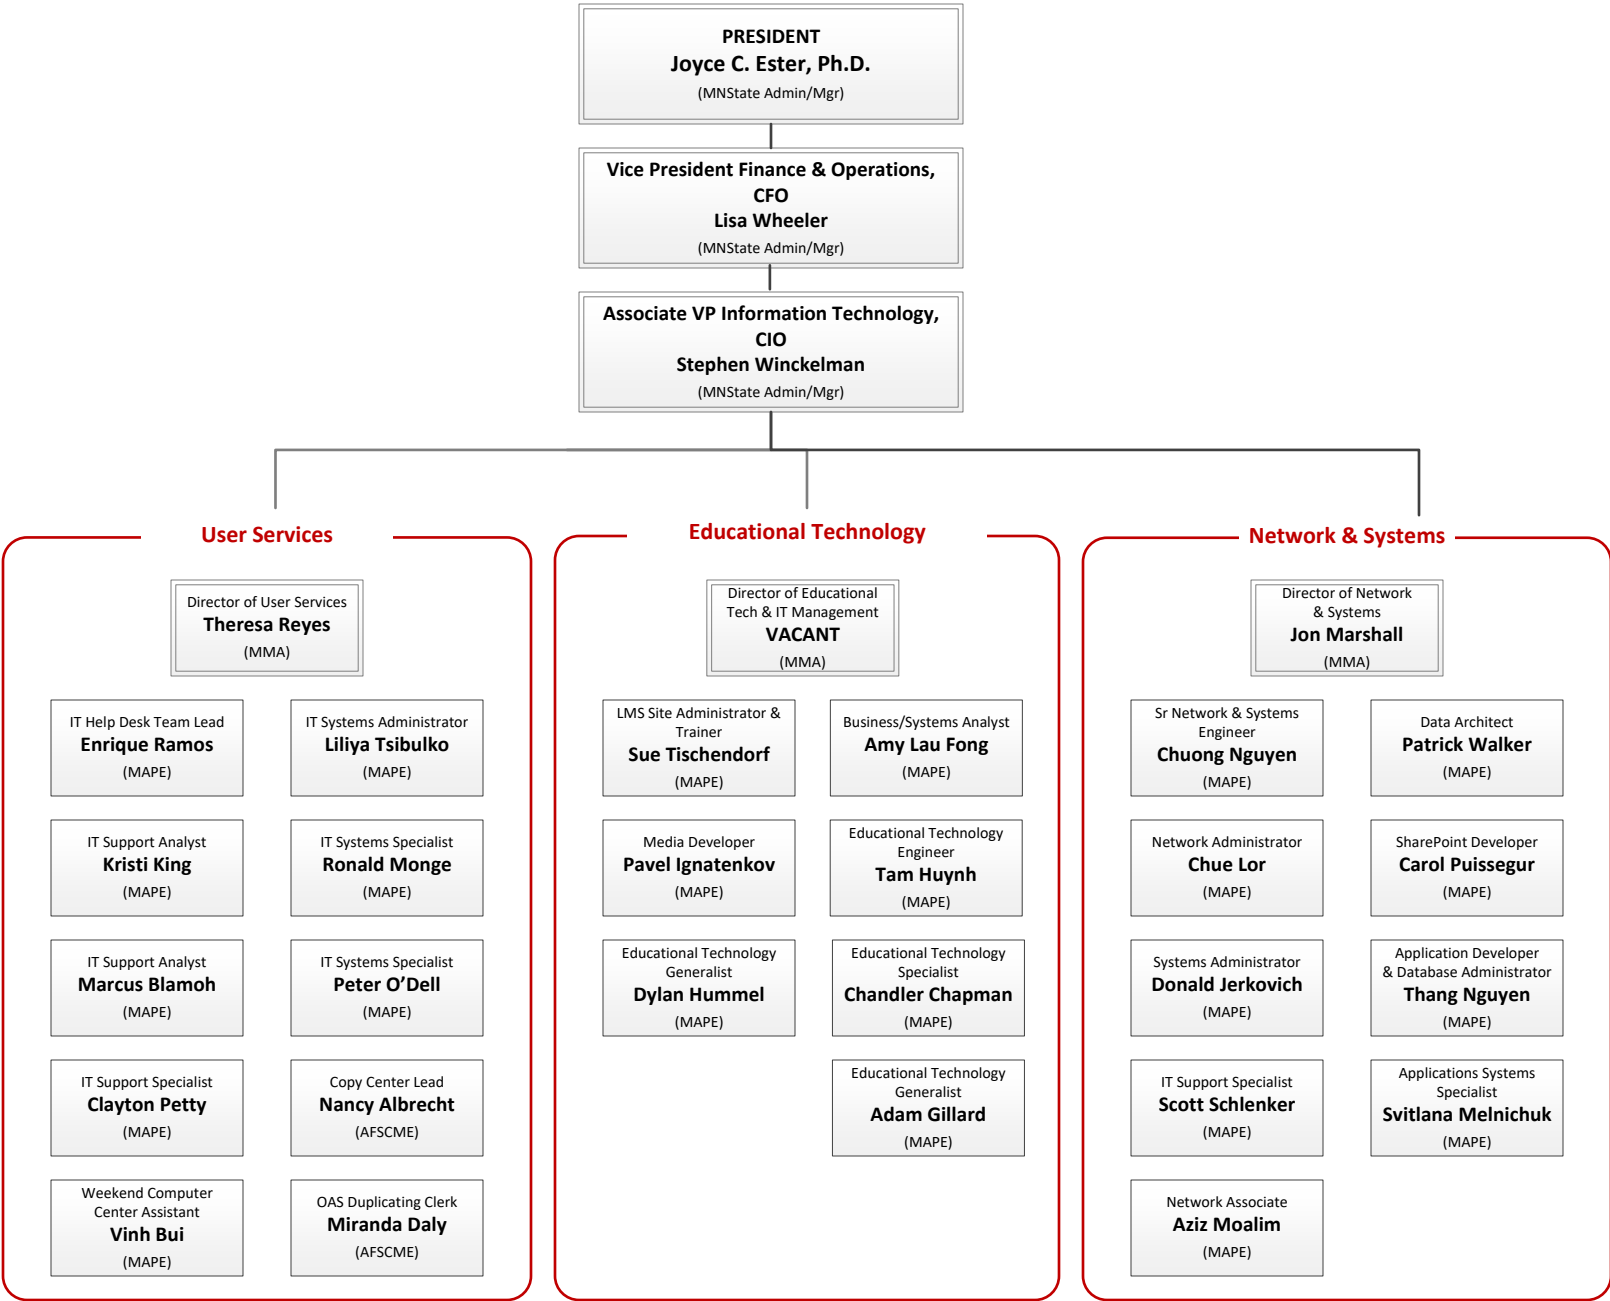 PRESIDENT
Joyce C. Ester, Ph.D.
(MNState Admin/Mgr)
Vice President Finance & Operations,
CFO
Lisa Wheeler
(MNState Admin/Mgr)
Associate VP Information Technology,
CIO
Stephen Winckelman
(MNState Admin/Mgr)
User Services
Director of User Services
Theresa Reyes
(MMA)
IT Help Desk Team Lead
Enrique Ramos
(MAPE)
IT Systems Administrator
Liliya Tsibulko
(MAPE)
IT Support Analyst
Kristi King
(MAPE)
IT Systems Specialist
Ronald Monge
(MAPE)
IT Support Analyst
Marcus Blamoh
(MAPE)
IT Systems Specialist
Peter O’Dell
(MAPE)
IT Support Specialist
Clayton Petty
(MAPE)
Copy Center Lead
Nancy Albrecht
(AFSCME)
Weekend Computer
Center Assistant
Vinh Bui
(MAPE)
OAS Duplicating Clerk
Miranda Daly
(AFSCME)
Educational Technology
Director of Educational
Tech & IT Management
VACANT
(MMA)
LMS Site Administrator &
Trainer
Sue Tischendorf
(MAPE)
Business/Systems Analyst
Amy Lau Fong
(MAPE)
Media Developer
Pavel Ignatenkov
(MAPE)
Educational Technology
Engineer
Tam Huynh
(MAPE)
Educational Technology
Generalist
Dylan Hummel
(MAPE)
Educational Technology
Specialist
Chandler Chapman
(MAPE)
Educational Technology
Generalist
Adam Gillard
(MAPE)
Network & Systems
Director of Network
& Systems
Jon Marshall
(MMA)
Sr Network & Systems
Engineer
Chuong Nguyen
(MAPE)
Data Architect
Patrick Walker
(MAPE)
Network Administrator
Chue Lor
(MAPE)
SharePoint Developer
Carol Puissegur
(MAPE)
Systems Administrator
Donald Jerkovich
(MAPE)
Application Developer
& Database Administrator
Thang Nguyen
(MAPE)
IT Support Specialist
Scott Schlenker
(MAPE)
Applications Systems
Specialist
Svitlana Melnichuk
(MAPE)
Network Associate
Aziz Moalim
(MAPE)